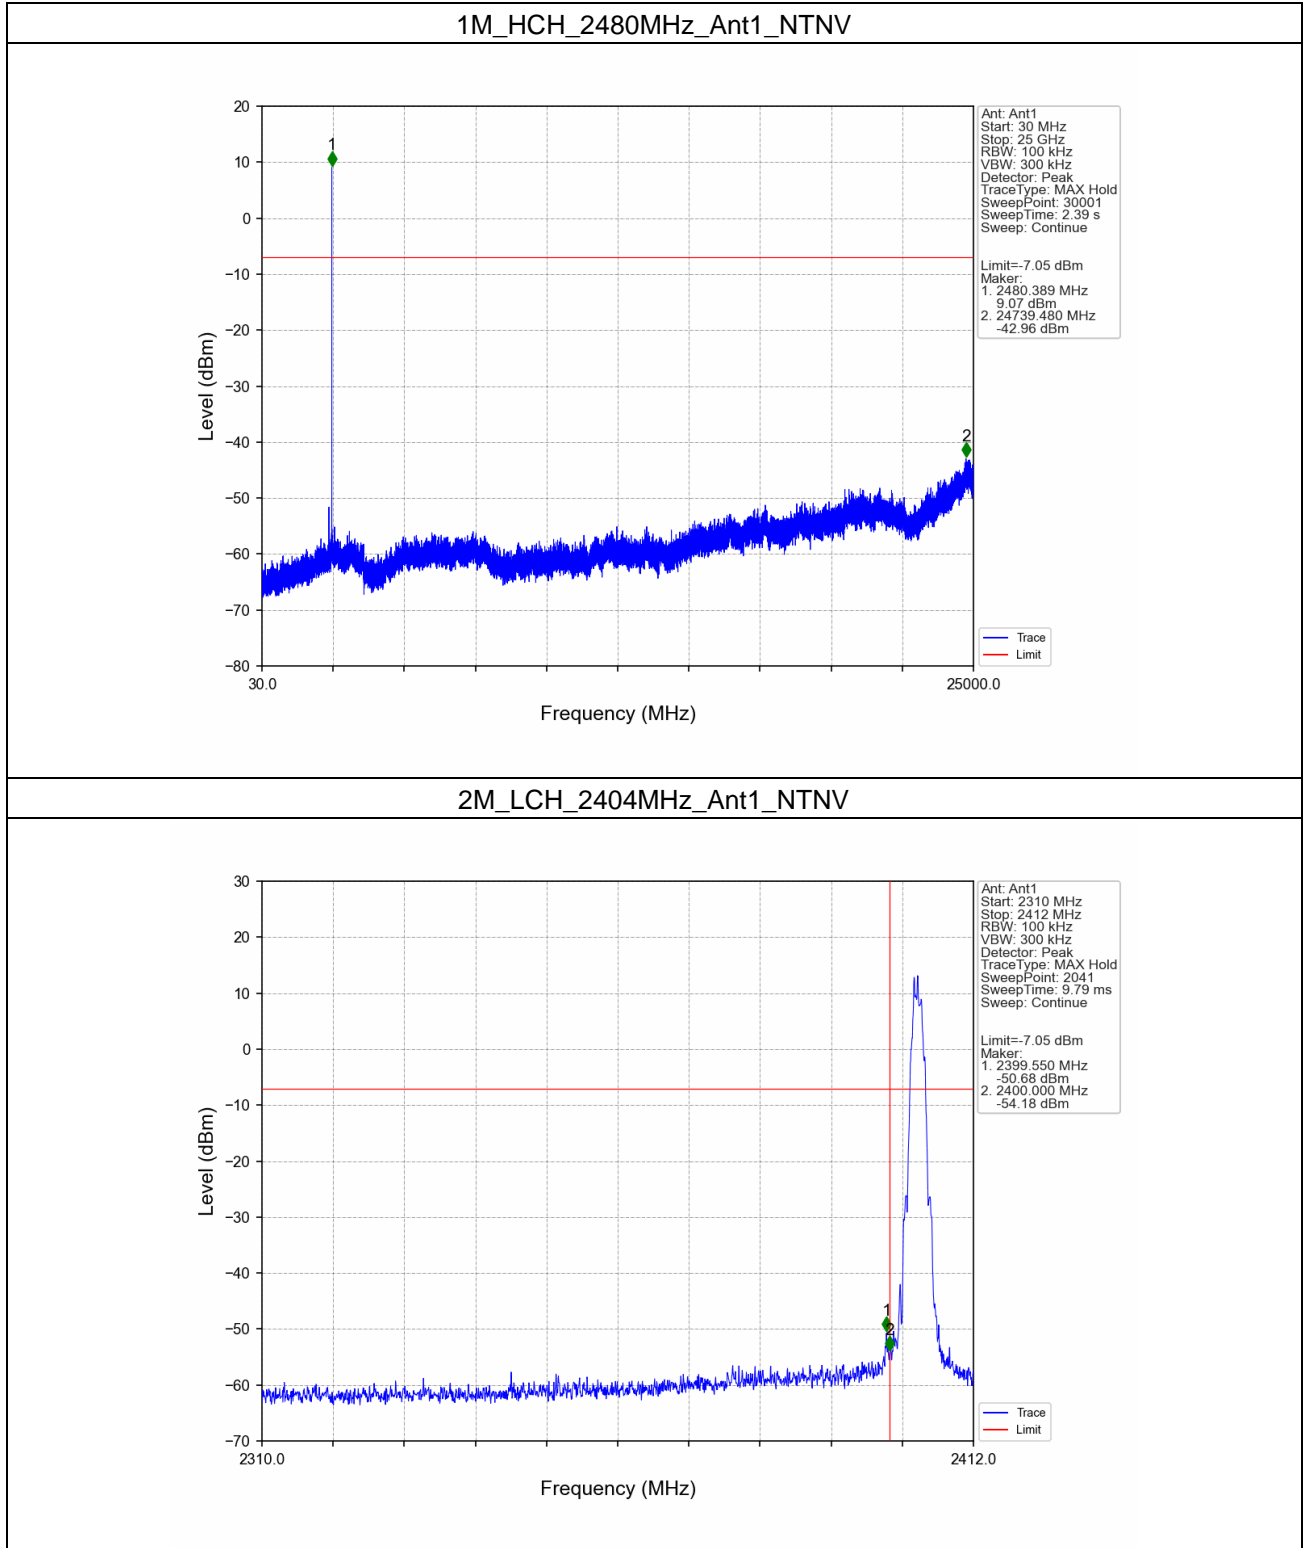 1M_HCH_2480MHz_Ant1_NTNV
20
10
0
−10
−20
−30
−40
−50
−60
−70
−80
Level (dBm)
1
2
30.0
25000.0
Frequency (MHz)
Ant: Ant1
Start: 30 MHz
Stop: 25 GHz
RBW: 100 kHz
VBW: 300 kHz
Detector: Peak
TraceType: MAX Hold
SweepPoint: 30001
SweepTime: 2.39 s
Sweep: Continue
Limit=-7.05 dBm
Maker:
1. 2480.389 MHz
9.07 dBm
2. 24739.480 MHz
-42.96 dBm
Trace
Limit
2M_LCH_2404MHz_Ant1_NTNV
30
20
10
0
−10
−20
−30
−40
−50
−60
−70
Level (dBm)
1
2
2310.0
2412.0
Frequency (MHz)
Ant: Ant1
Start: 2310 MHz
Stop: 2412 MHz
RBW: 100 kHz
VBW: 300 kHz
Detector: Peak
TraceType: MAX Hold
SweepPoint: 2041
SweepTime: 9.79 ms
Sweep: Continue
Limit=-7.05 dBm
Maker:
1. 2399.550 MHz
-50.68 dBm
2. 2400.000 MHz
-54.18 dBm
Trace
Limit